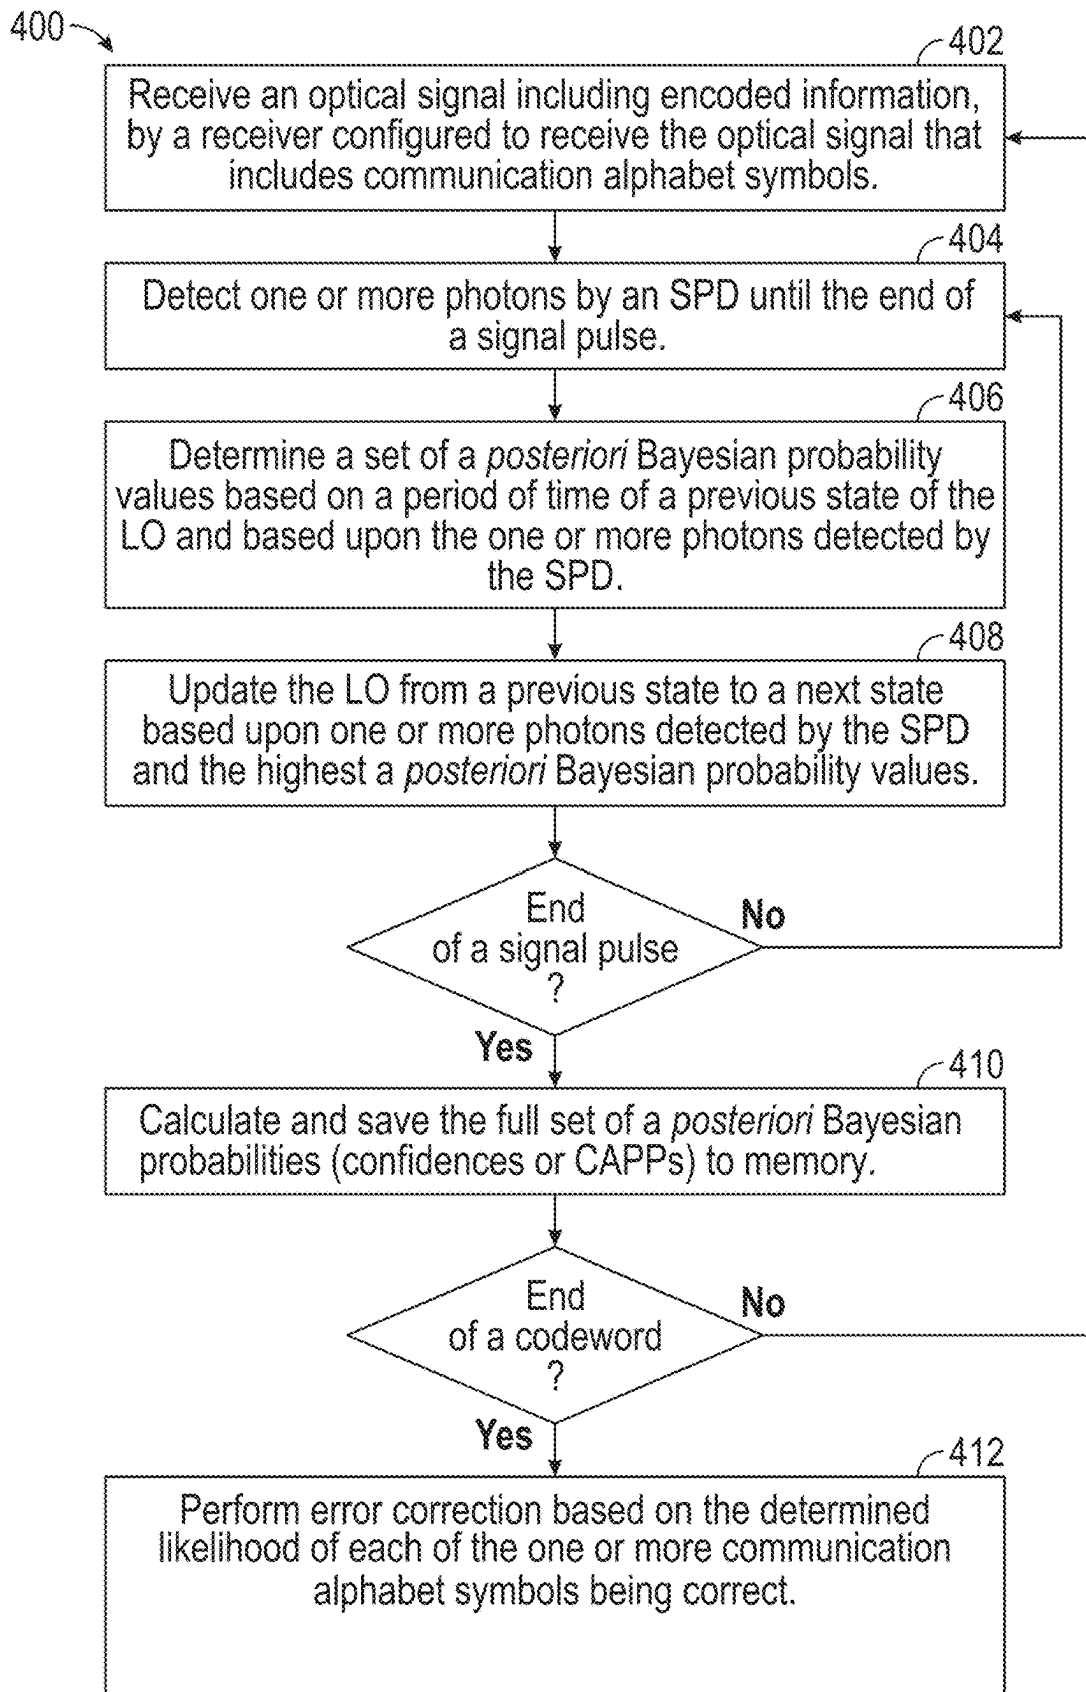 400
402
Receive an optical signal including encoded information,
by a receiver configured to receive the optical signal that
includes communication alphabet symbols.
404
Detect one or more photons by an SPD until the end of
a signal pulse.
406
Determine a set of a posteriori Bayesian probability
values based on a period of time of a previous state of the
LO and based upon the one or more photons detected by
the SPD.
408
Update the LO from a previous state to a next state
based upon one or more photons detected by the SPD
and the highest a posteriori Bayesian probability values.
End
of a signal pulse
?
No
Yes
410
Calculate and save the full set of a posteriori Bayesian
probabilities (confidences or CAPPs) to memory.
End
of a codeword
?
No
Yes
412
Perform error correction based on the determined
likelihood of each of the one or more communication
alphabet symbols being correct.